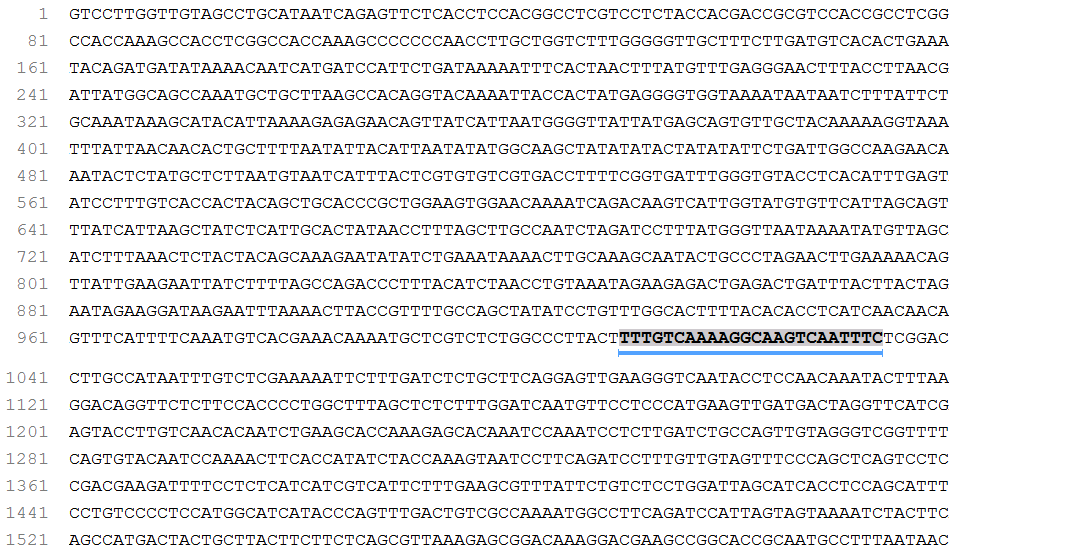 1 GTCCTTGGTTGTAGCCTGCATAATCAGAGTTCTCACCTCCACGGCCTCGTCCTCTACCACGACCGCGTCCACCGCCTCGG
81 CCACCAAAGCCACCTCGGCCACCAAAGCCCCCCCAACCTTGCTGGTCTTTGGGGGTTGCTTTCTTGATGTCACACTGAAA
161 TACAGATGATATAAAACAATCATGATCCATTCTGATAAAAATTTCACTAACTTTATGTTTGAGGGAACTTTACCTTAACG
241 ATTATGGCAGCCAAATGCTGCTTAAGCCACAGGTACAAAATTACCACTATGAGGGGTGGTAAAATAATAATCTTTATTCT
321 GCAAATAAAGCATACATTAAAAGAGAGAACAGTTATCATTAATGGGGTTATTATGAGCAGTGTTGCTACAAAAAGGTAAA
401 TTTATTAACAACACTGCTTTTAATATTACATTAATATATGGCAAGCTATATATACTATATATTCTGATTGGCCAAGAACA
481 AATACTCTATGCTCTTAATGTAATCATTTACTCGTGTGTCGTGACCTTTTCGGTGATTTGGGTGTACCTCACATTTGAGT
561 ATCCTTTGTCACCACTACAGCTGCACCCGCTGGAAGTGGAACAAAATCAGACAAGTCATTGGTATGTGTTCATTAGCAGT
641 TTATCATTAAGCTATCTCATTGCACTATAACCTTTAGCTTGCCAATCTAGATCCTTTATGGGTTAATAAAATATGTTAGC
721 ATCTTTAAACTCTACTACAGCAAAGAATATATCTGAAATAAAACTTGCAAAGCAATACTGCCCTAGAACTTGAAAAACAG
801 TTATTGAAGAATTATCTTTTAGCCAGACCCTTTACATCTAACCTGTAAATAGAAGAGACTGAGACTGATTTACTTACTAG
881 AATAGAAGGATAAGAATTTAAAACTTACCGTTTTGCCAGCTATATCCTGTTTGGCACTTTTACACACCTCATCAACAACA
961 GTTTCATTTTCAAATGTCACGAAACAAAATGCTCGTCTCTGGCCCTTACTTTTGTCAAAAGGCAAGTCAATTTCTCGGAC
1041 CTTGCCATAATTTGTCTCGAAAAATTCTTTGATCTCTGCTTCAGGAGTTGAAGGGTCAATACCTCCAACAAATACTTTAA
1121 GGACAGGTTCTCTTCCACCCCTGGCTTTAGCTCTCTTTGGATCAATGTTCCTCCCATGAAGTTGATGACTAGGTTCATCG
1201 AGTACCTTGTCAACACAATCTGAAGCACCAAAGAGCACAAATCCAAATCCTCTTGATCTGCCAGTTGTAGGGTCGGTTTT
1281 CAGTGTACAATCCAAAACTTCACCATATCTACCAAAGTAATCCTTCAGATCCTTTGTTGTAGTTTCCCAGCTCAGTCCTC
1361 CGACGAAGATTTTCCTCTCATCATCGTCATTCTTTGAAGCGTTTATTCTGTCTCCTGGATTAGCATCACCTCCAGCATTT
1441 CCTGTCCCCTCCATGGCATCATACCCAGTTTGACTGTCGCCAAAATGGCCTTCAGATCCATTAGTAGTAAAATCTACTTC
1521 AGCCATGACTACTGCTTACTTCTTCTCAGCGTTAAAGAGCGGACAAAGGACGAAGCCGGCACCGCAATGCCTTTAATAAC